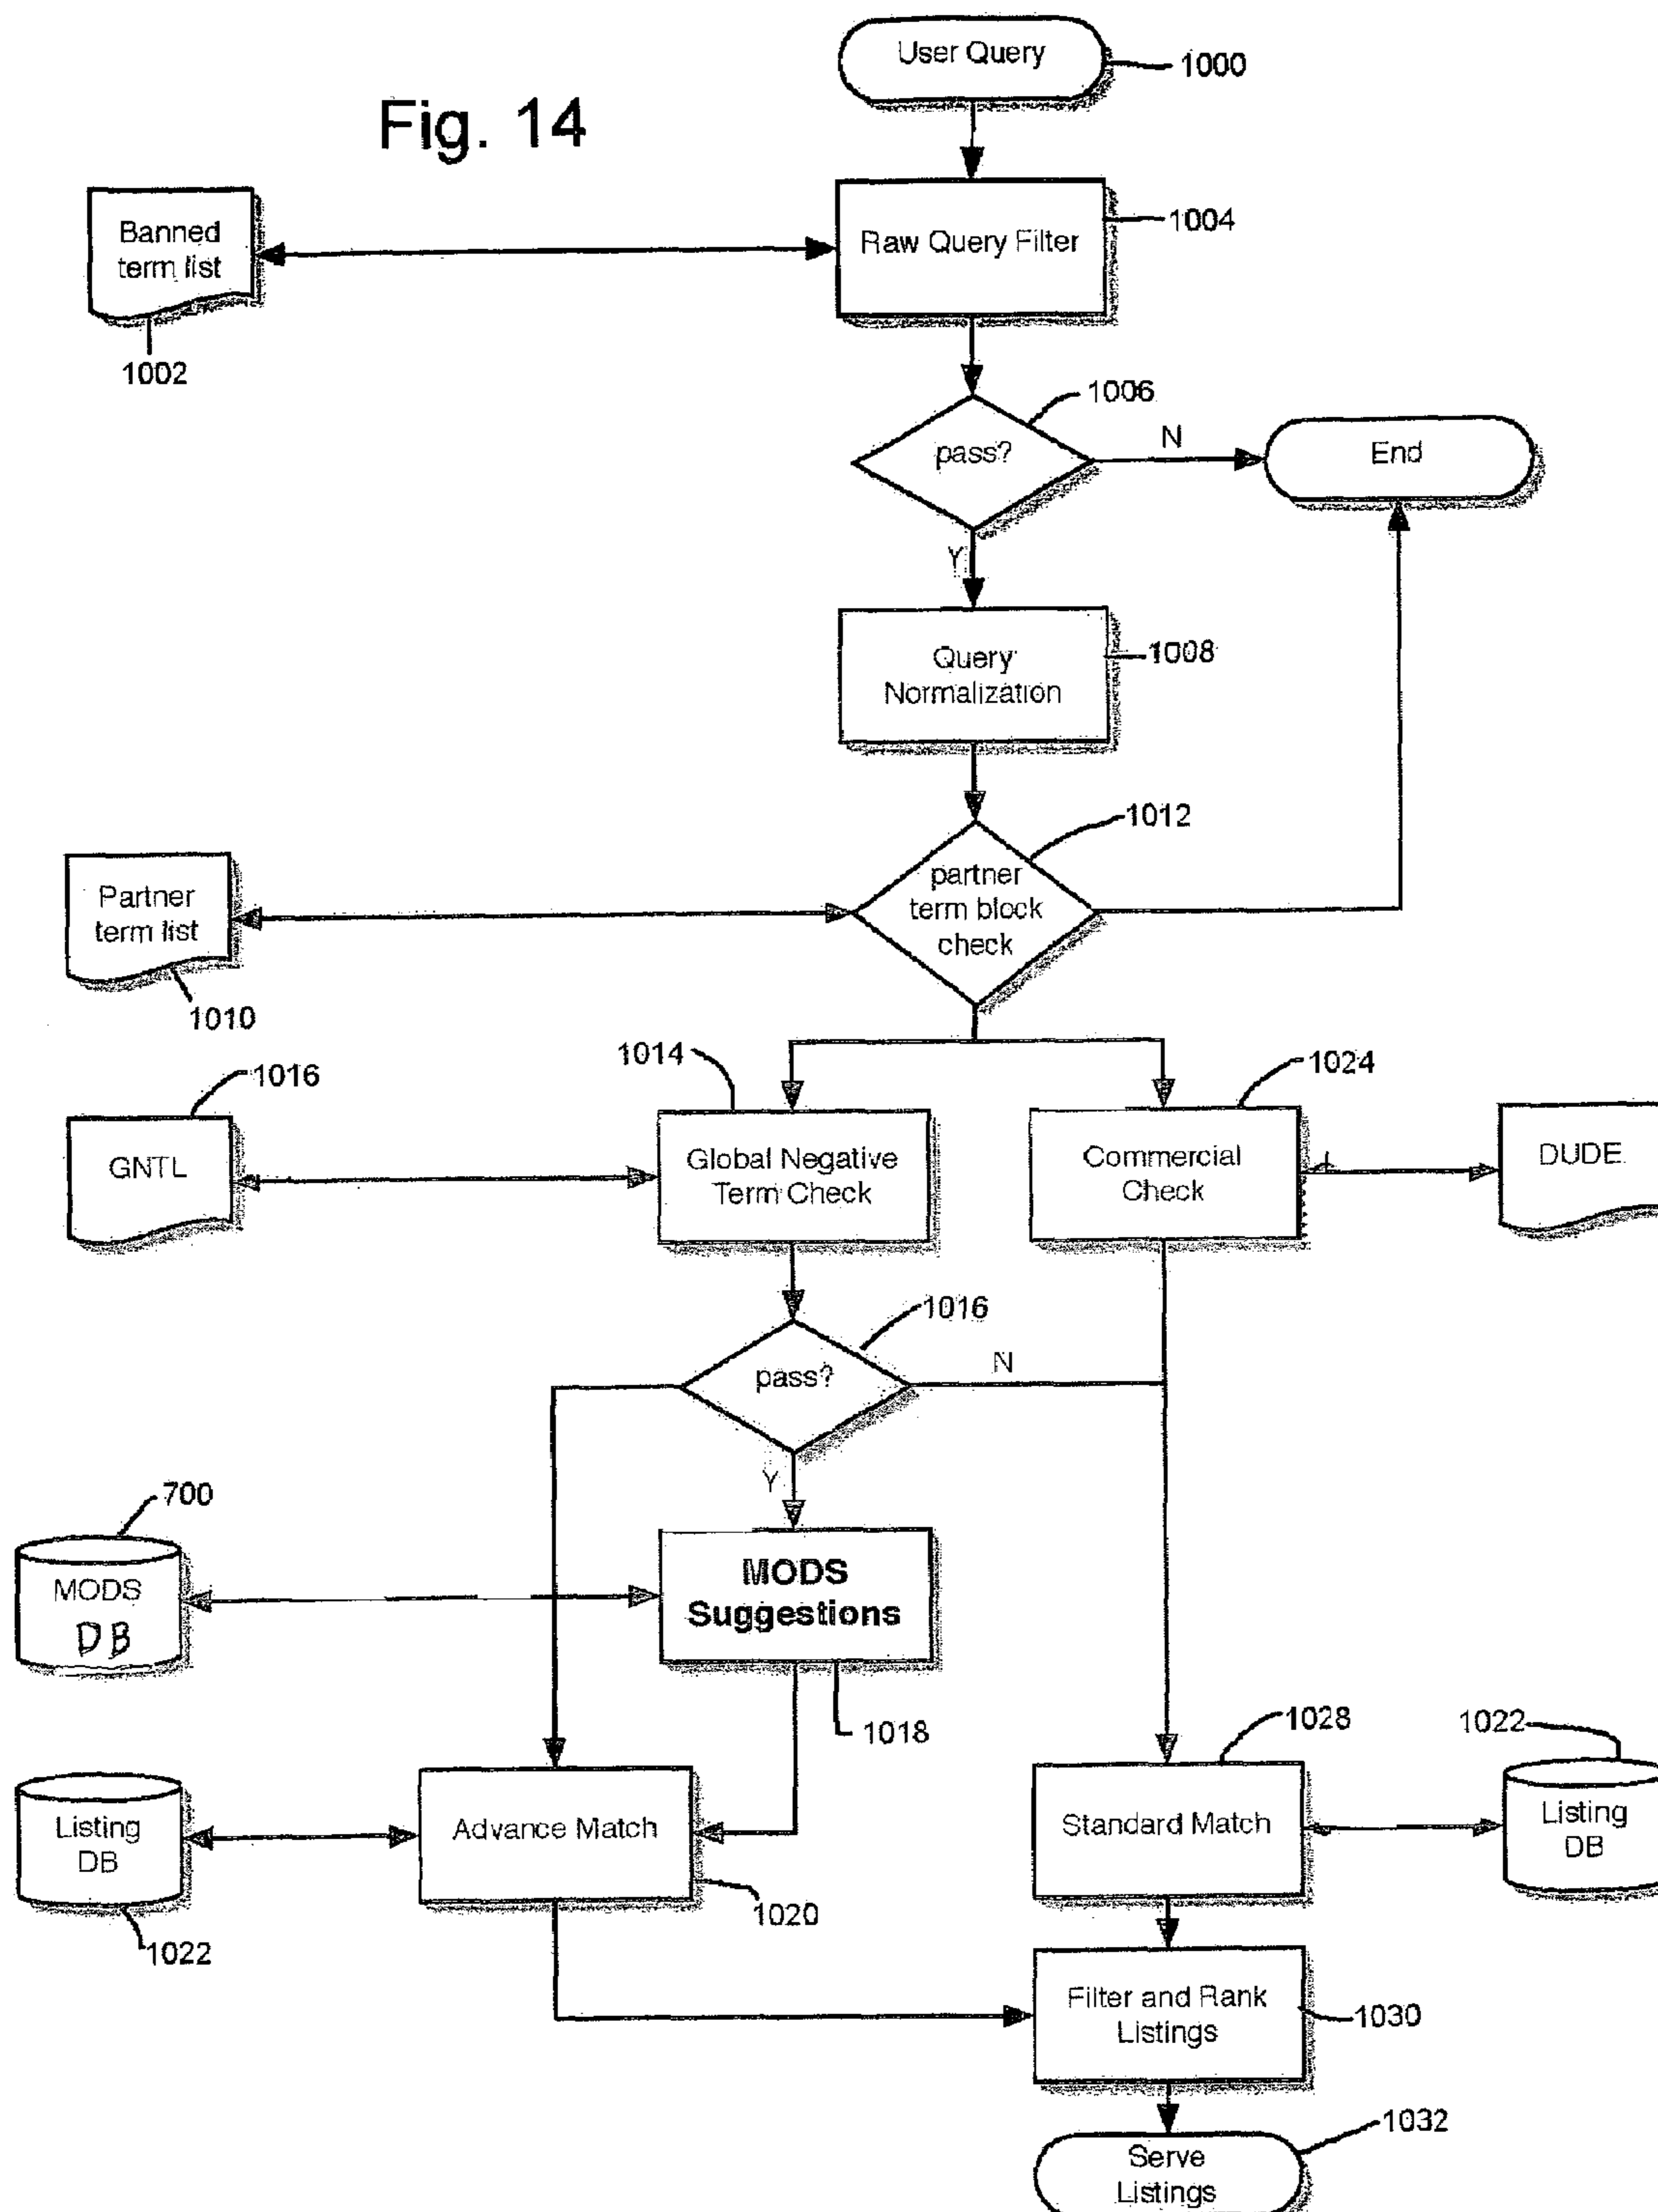 Fig. 14
User Query
1000
Banned
term list
1002
Raw Query Filter
1004
pass?
1006
N
End
Y
Query
Normalization
1008
Partner
term list
1010
partner
term block
check
1012
GNTL
1016
1014
Global Negative
Term Check
1024
Commercial
Check
DUDE
pass?
1016
N
Y
700
MODS
DB
MODS
Suggestions
1018
Listing
DB
1022
Advance Match
1020
1028
Standard Match
1022
Listing
DB
Filter and Rank
Listings
1030
Serve
Listings
1032